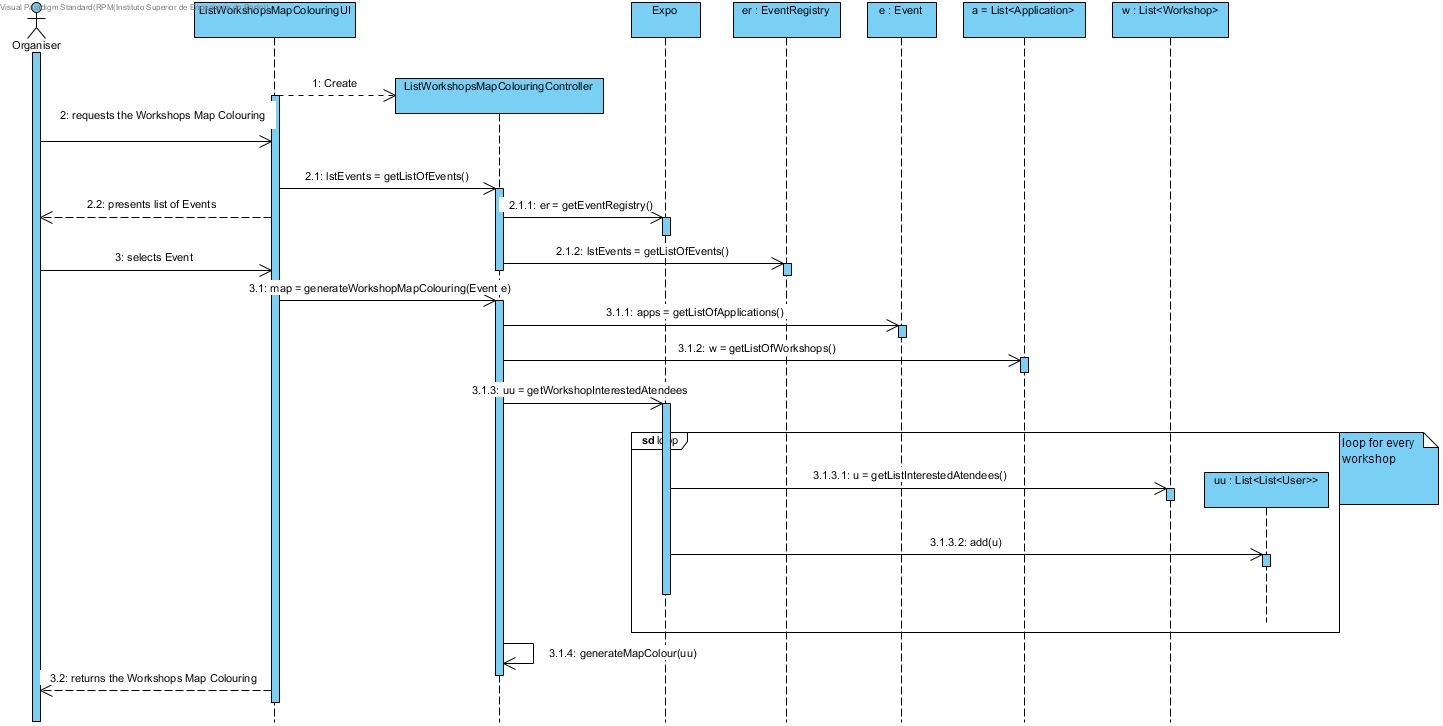 Visual Paradigm Standard(RPM(Instituto Superior de
ListWorkshopsMapColouringUI
Expo
er : EventRegistry
e : Event
a = List<Application>
w : List<Workshop>
Organiser
1: Create
ListWorkshopsMapColouringController
2: requests the Workshops Map Colouring
2.1: lstEvents = getListOfEvents()
2.2: presents list of Events
2.1.1: er = getEventRegistry()
2.1.2: lstEvents = getListOfEvents()
3: selects Event
3.1: map = generateWorkshopMapColouring(Event e)
3.1.1: apps = getListOfApplications()
3.1.2: w = getListOfWorkshops()
3.1.3: uu = getWorkshopInterestedAtendees
sd loop
loop for every
workshop
3.1.3.1: u = getListInterestedAtendees()
uu : List<List<User>>
3.1.3.2: add(u)
3.1.4: generateMapColour(uu)
3.2: returns the Workshops Map Colouring